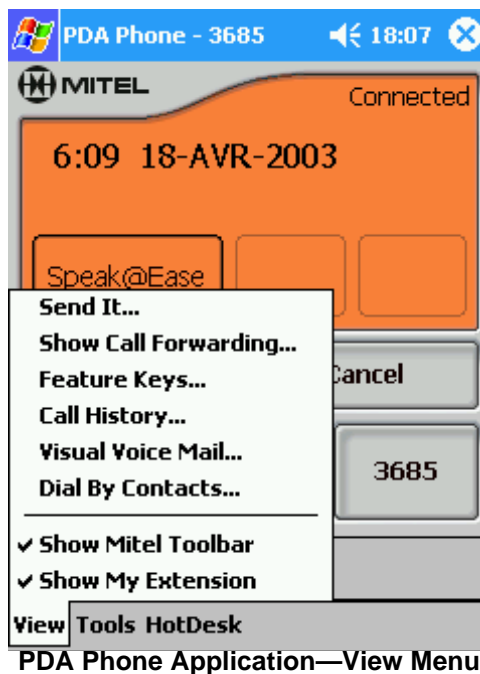 PDA Phone - 3685 18:07
MITEL
Connected
6:09 18-AVR-2003
Speak@Ease
Send It...
Show Call Forwarding...
Feature Keys...
Cancel
Call History...
Visual Voice Mail...
3685
Dial By Contacts...
Show Mitel Toolbar
Show My Extension
View Tools HotDesk
PDA Phone Application—View Menu